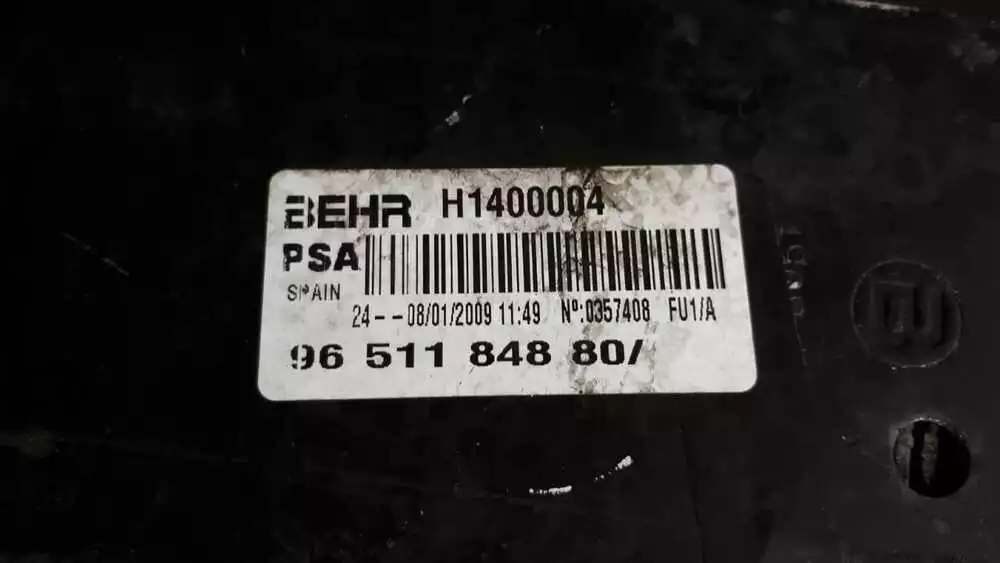 BEHR H1400004
PSA
SPAIN
24--08/01/2009 11:49 Nº:0357408 FU1/A
96 511 848 80/